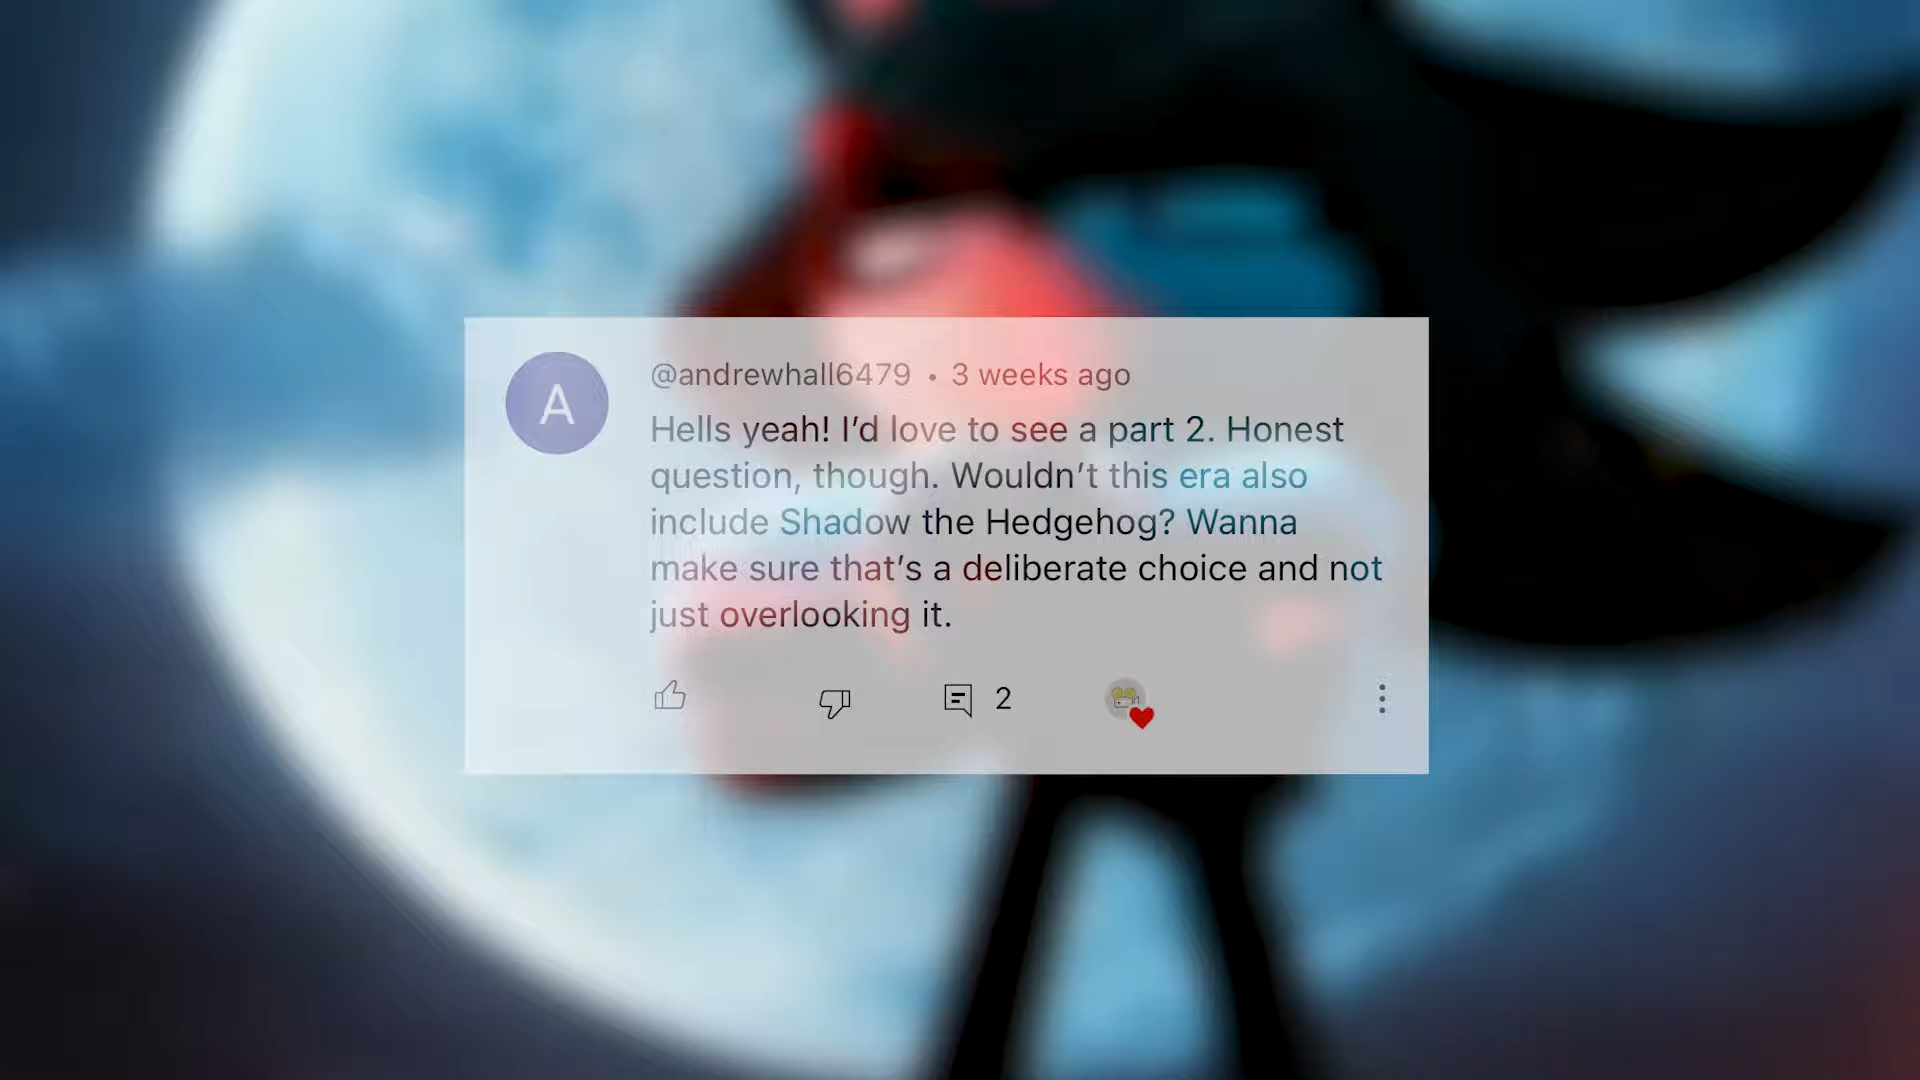 A
@andrewhall6479 • 3 weeks ago
Hells yeah! I’d love to see a part 2. Honest
question, though. Wouldn’t this era also
include Shadow the Hedgehog? Wanna
make sure that’s a deliberate choice and not
just overlooking it.
2